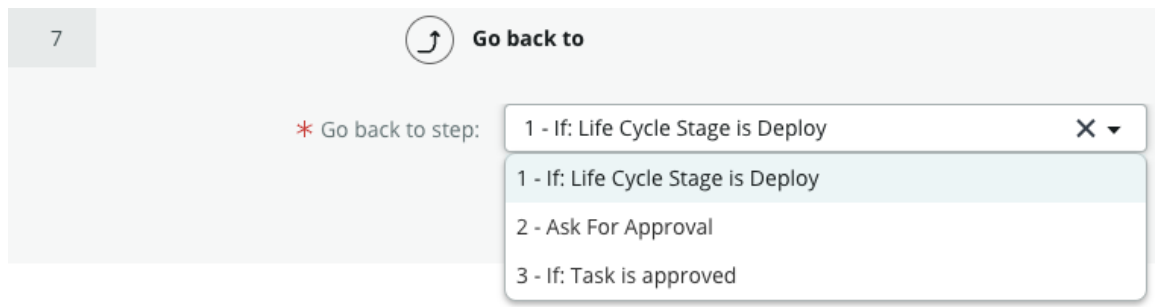 7
Go back to
* Go back to step:
1 - If: Life Cycle Stage is Deploy
1 - If: Life Cycle Stage is Deploy
2 - Ask For Approval
3 - If: Task is approved